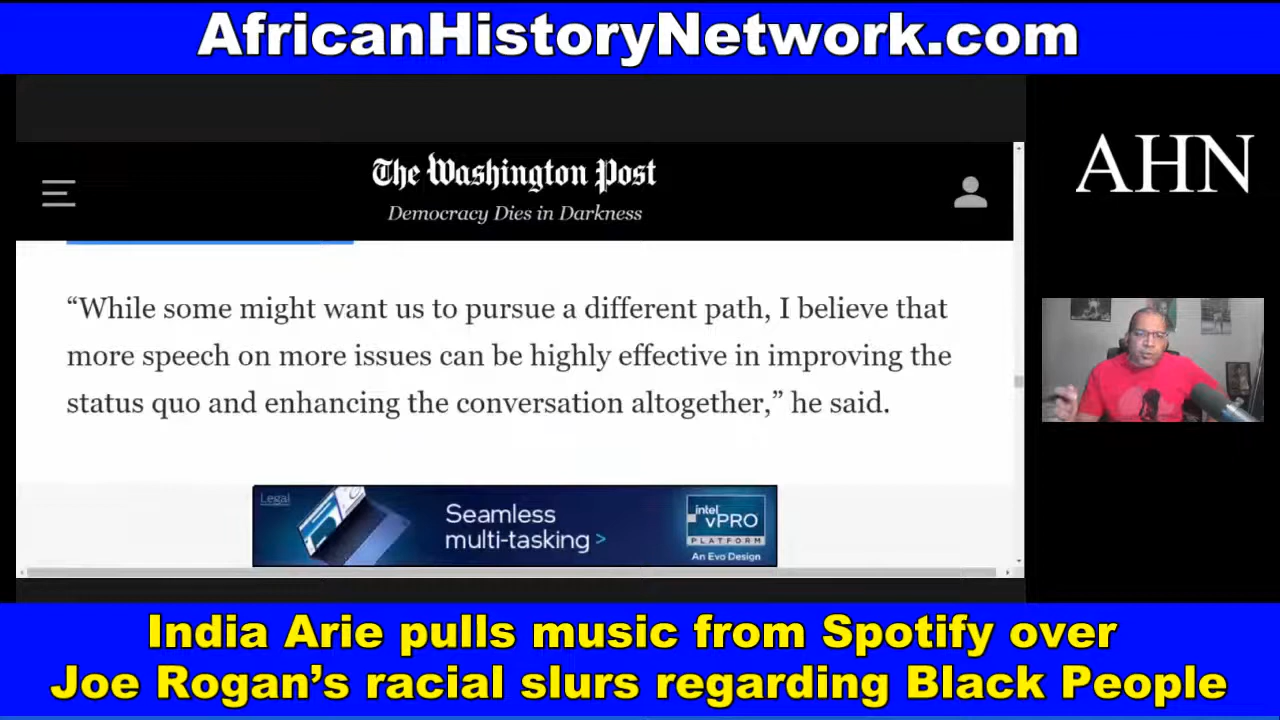 AfricanHistoryNetwork.com
The Washington Post
Democracy Dies in Darkness
AHN
“While some might want us to pursue a different path, I believe that
more speech on more issues can be highly effective in improving the
status quo and enhancing the conversation altogether,” he said.
Legal
Seamless
multi-tasking >
intel
vPRO
PLATFORM
An Evo Design
India Arie pulls music from Spotify over
Joe Rogan’s racial slurs regarding Black People